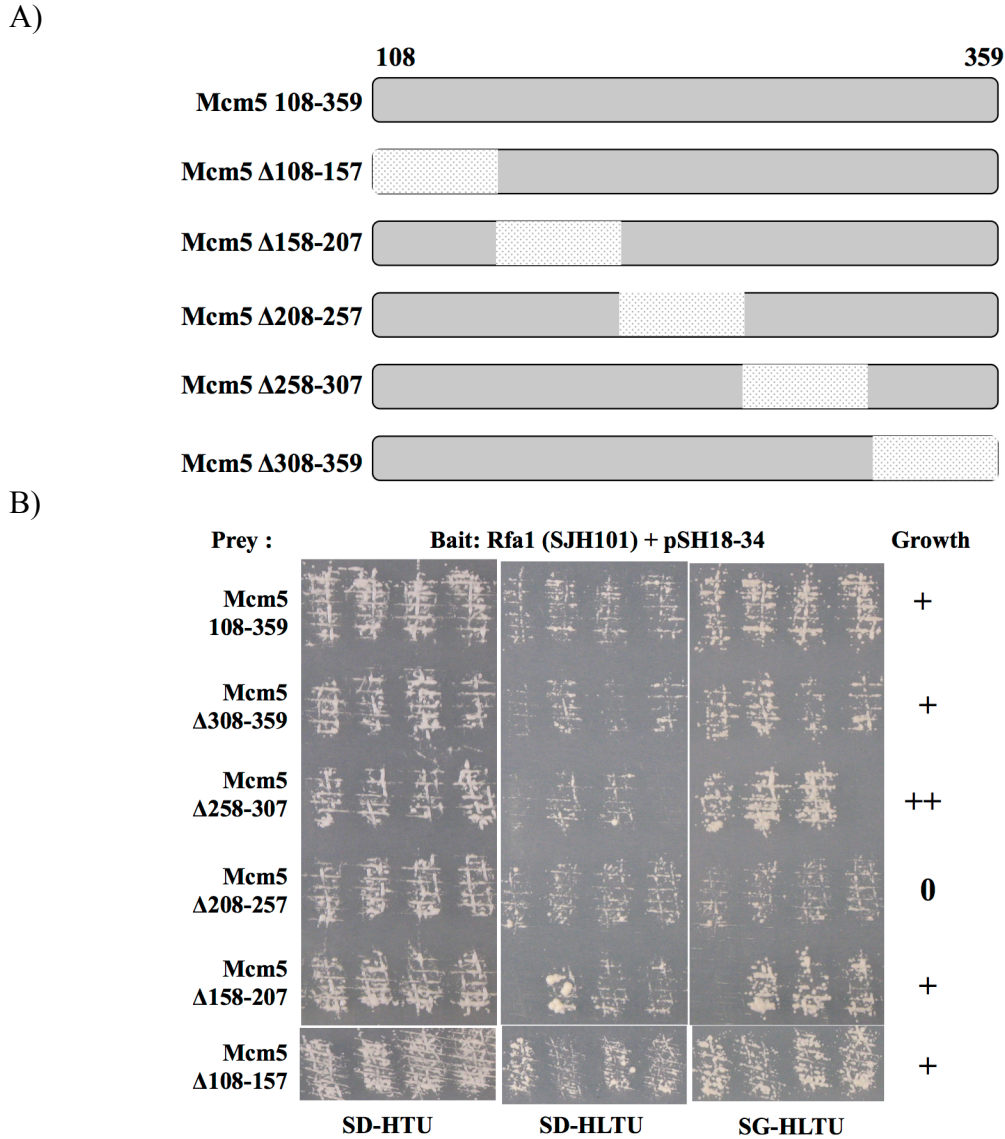 A)
108 359
Mcm5 108-359
Mcm5 Δ108-157
Mcm5 Δ158-207
Mcm5 Δ208-257
Mcm5 Δ258-307
Mcm5 Δ308-359
B)
Prey : Bait: Rfa1 (SJH101) + pSH18-34 Growth
Mcm5
108-359
+
Mcm5
Δ308-359
+
Mcm5
Δ258-307
++
Mcm5
Δ208-257
0
Mcm5
Δ158-207
+
Mcm5
Δ108-157
+
SD-HTU SD-HLTU SG-HLTU